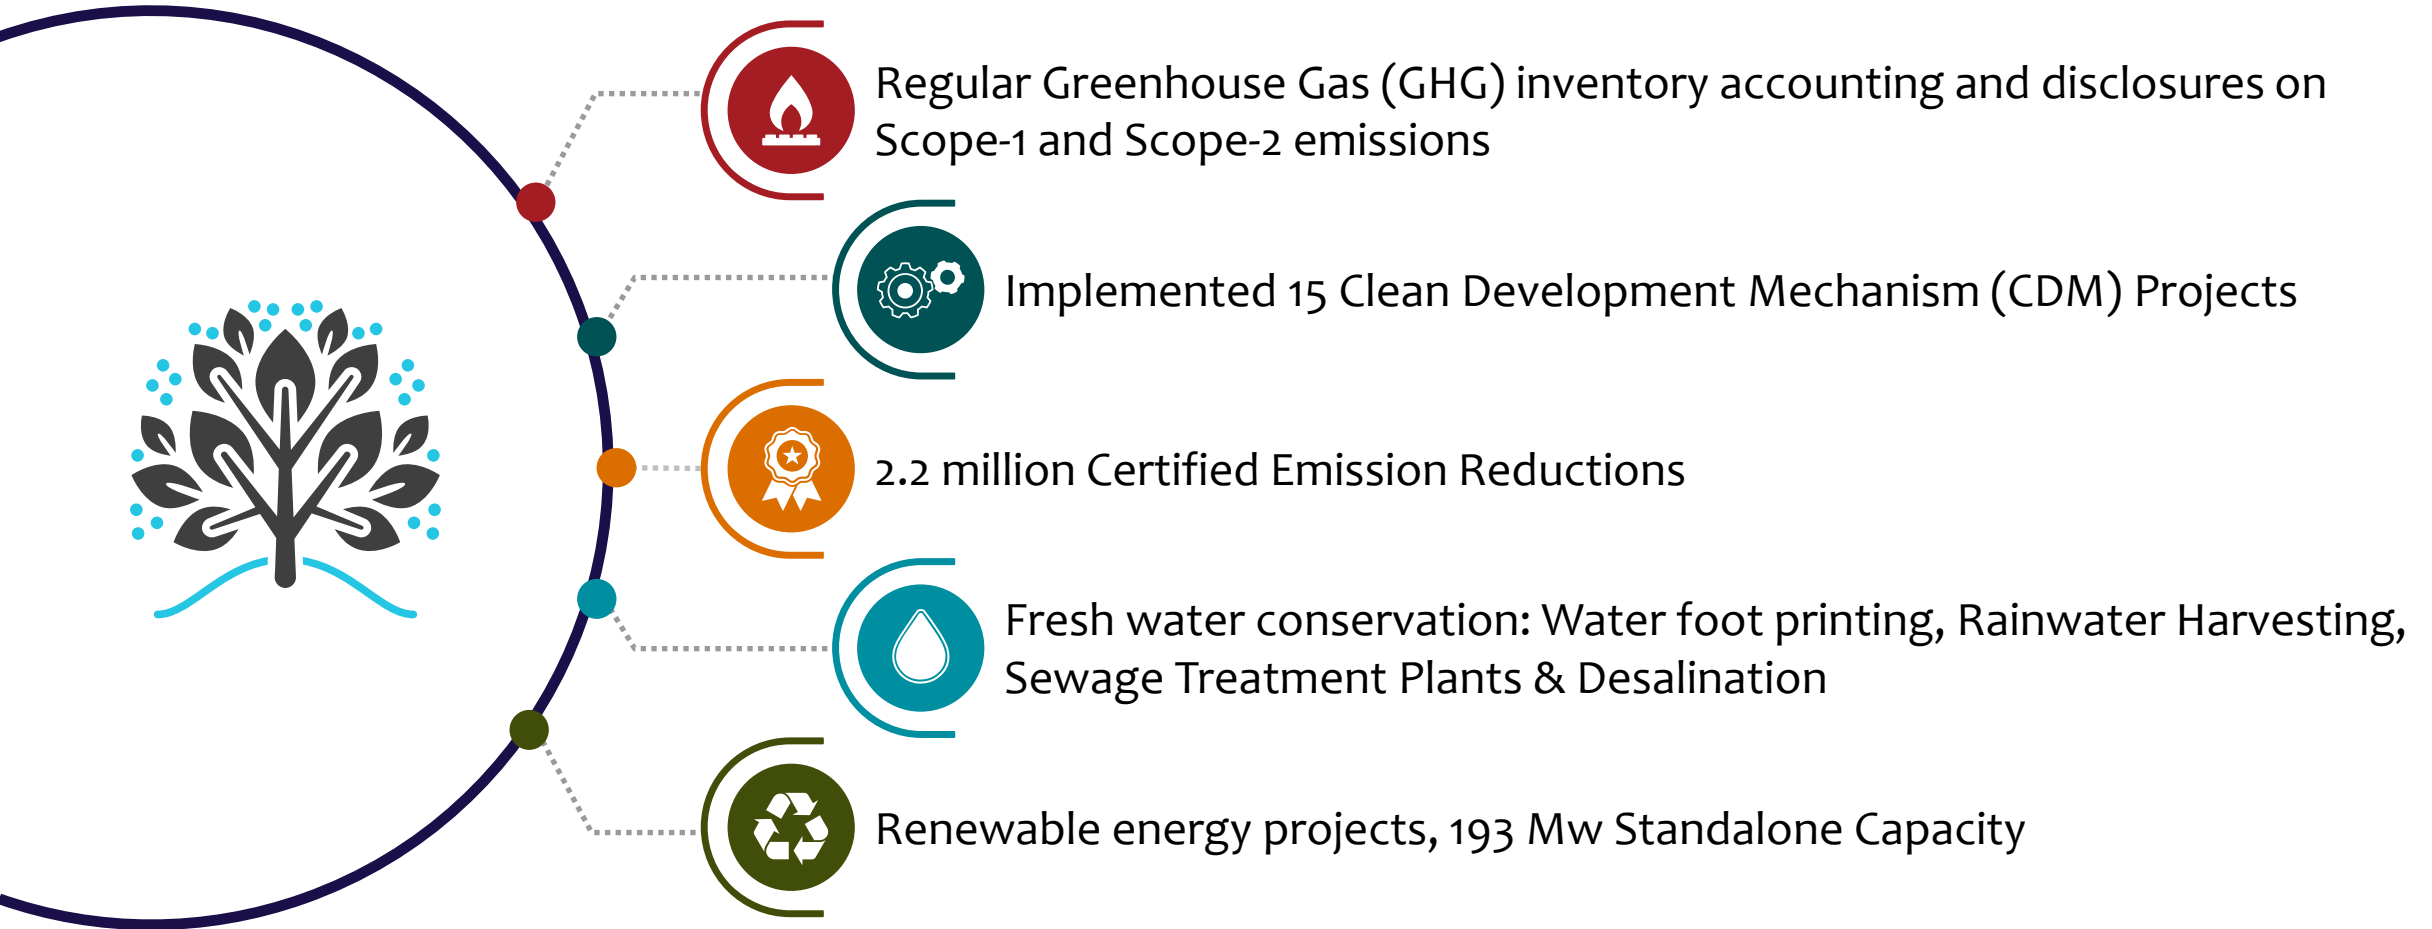 Regular Greenhouse Gas (GHG) inventory accounting and disclosures on
Scope-1 and Scope-2 emissions
Implemented 15 Clean Development Mechanism (CDM) Projects
2.2 million Certified Emission Reductions
Fresh water conservation: Water foot printing, Rainwater Harvesting,
Sewage Treatment Plants & Desalination
Renewable energy projects, 193 Mw Standalone Capacity